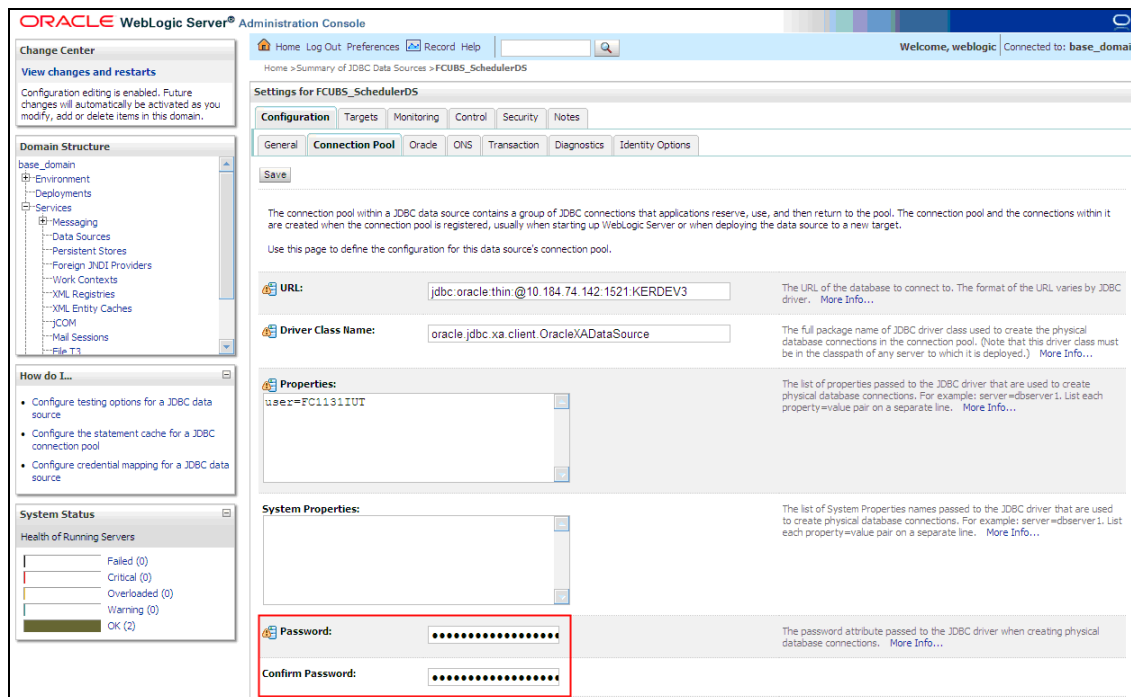 ORACLE WebLogic Server® Administration Console
Change Center
View changes and restarts
Configuration editing is enabled. Future
changes will automatically be activated as you
modify, add or delete items in this domain.
Domain Structure
base_domain
Environment
Deployments
Services
Messaging
Data Sources
Persistent Stores
Foreign JNDI Providers
Work Contexts
XML Registries
XML Entity Caches
jCOM
Mail Sessions
File T3
How do I...
Configure testing options for a JDBC data
source
Configure the statement cache for a JDBC
connection pool
Configure credential mapping for a JDBC data
source
System Status
Health of Running Servers
Failed (0)
Critical (0)
Overloaded (0)
Warning (0)
OK (2)
Home Log Out Preferences Record Help
Welcome, weblogic Connected to: base_domai
Home >Summary of JDBC Data Sources >FCUBS_SchedulerDS
Settings for FCUBS_SchedulerDS
Configuration Targets Monitoring Control Security Notes
General Connection Pool Oracle ONS Transaction Diagnostics Identity Options
Save
The connection pool within a JDBC data source contains a group of JDBC connections that applications reserve, use, and then return to the pool. The connection pool and the connections within it
are created when the connection pool is registered, usually when starting up WebLogic Server or when deploying the data source to a new target.
Use this page to define the configuration for this data source's connection pool.
URL:
jdbc:oracle:thin:@10.184.74.142:1521:KERDEV3
The URL of the database to connect to. The format of the URL varies by JDBC
driver. More Info...
Driver Class Name:
oracle.jdbc.xa.client.OracleXADataSource
The full package name of JDBC driver class used to create the physical
database connections in the connection pool. (Note that this driver class must
be in the classpath of any server to which it is deployed.) More Info...
Properties:
user=FC1131IUT
The list of properties passed to the JDBC driver that are used to create
physical database connections. For example: server=dbserver1. List each
property=value pair on a separate line. More Info...
System Properties:
The list of System Properties names passed to the JDBC driver that are used
to create physical database connections. For example: server=dbserver1. List
each property=value pair on a separate line. More Info...
Password:
●●●●●●●●●●●●●●●●●●
The password attribute passed to the JDBC driver when creating physical
database connections. More Info...
Confirm Password:
●●●●●●●●●●●●●●●●●●